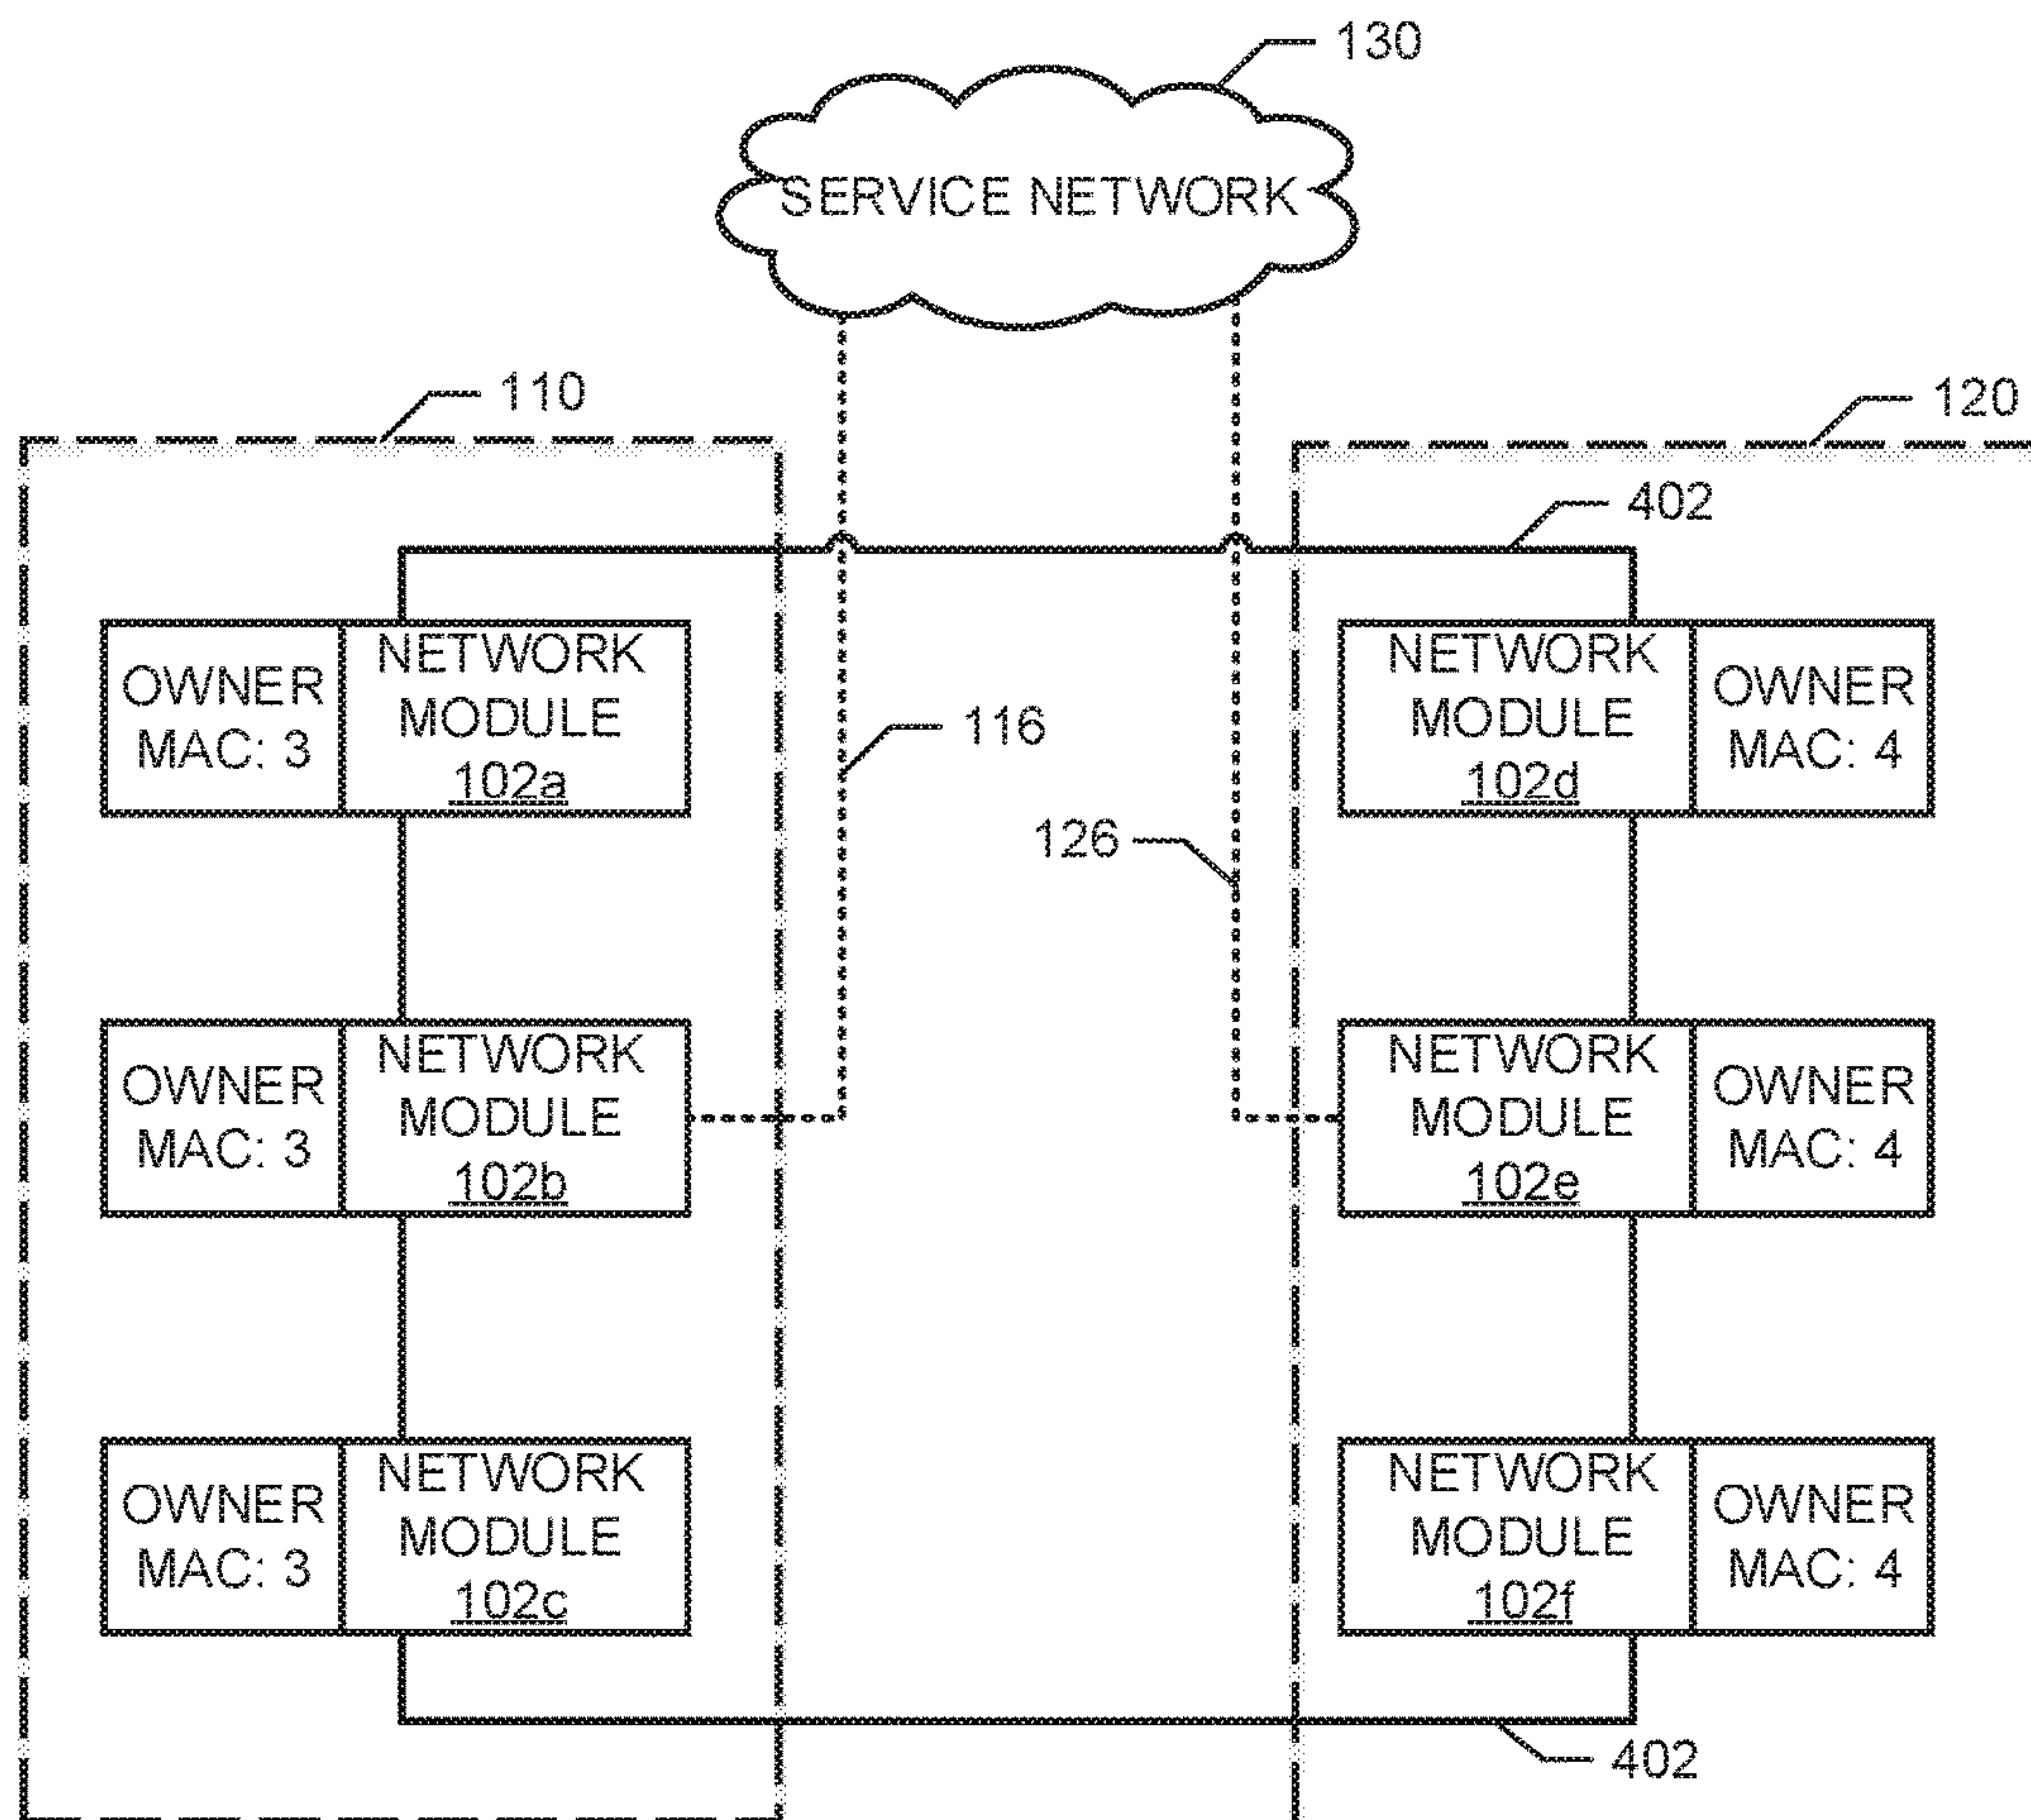 130
SERVICE NETWORK
110
120
402
OWNER
MAC: 3
NETWORK
MODULE
102a
NETWORK
MODULE
102d
OWNER
MAC: 4
116
126
OWNER
MAC: 3
NETWORK
MODULE
102b
NETWORK
MODULE
102e
OWNER
MAC: 4
OWNER
MAC: 3
NETWORK
MODULE
102c
NETWORK
MODULE
102f
OWNER
MAC: 4
402